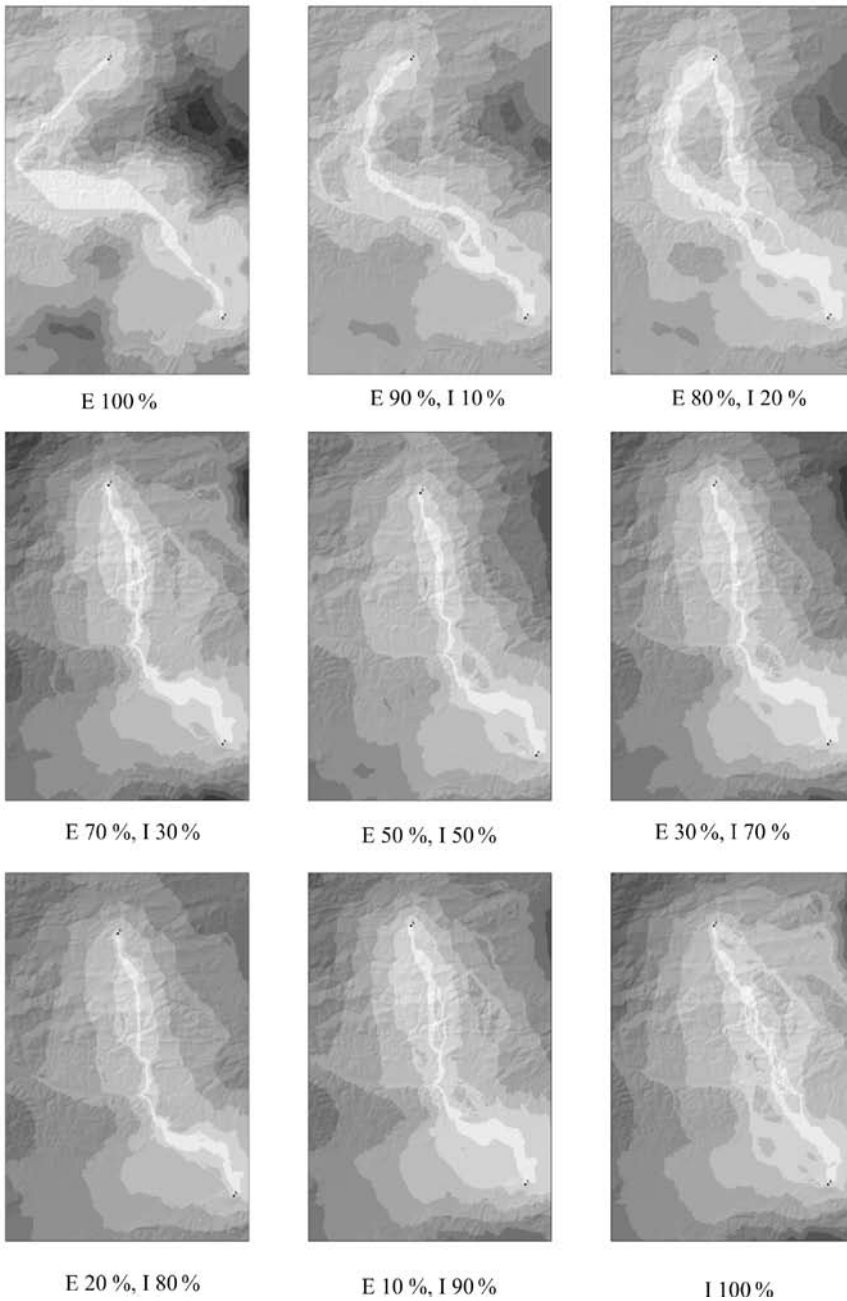 E 100 %
E 90 %, I 10 %
E 80 %, I 20 %
E 70 %, I 30 %
E 50 %, I 50 %
E 30 %, I 70 %
E 20 %, I 80 %
E 10 %, I 90 %
I 100 %